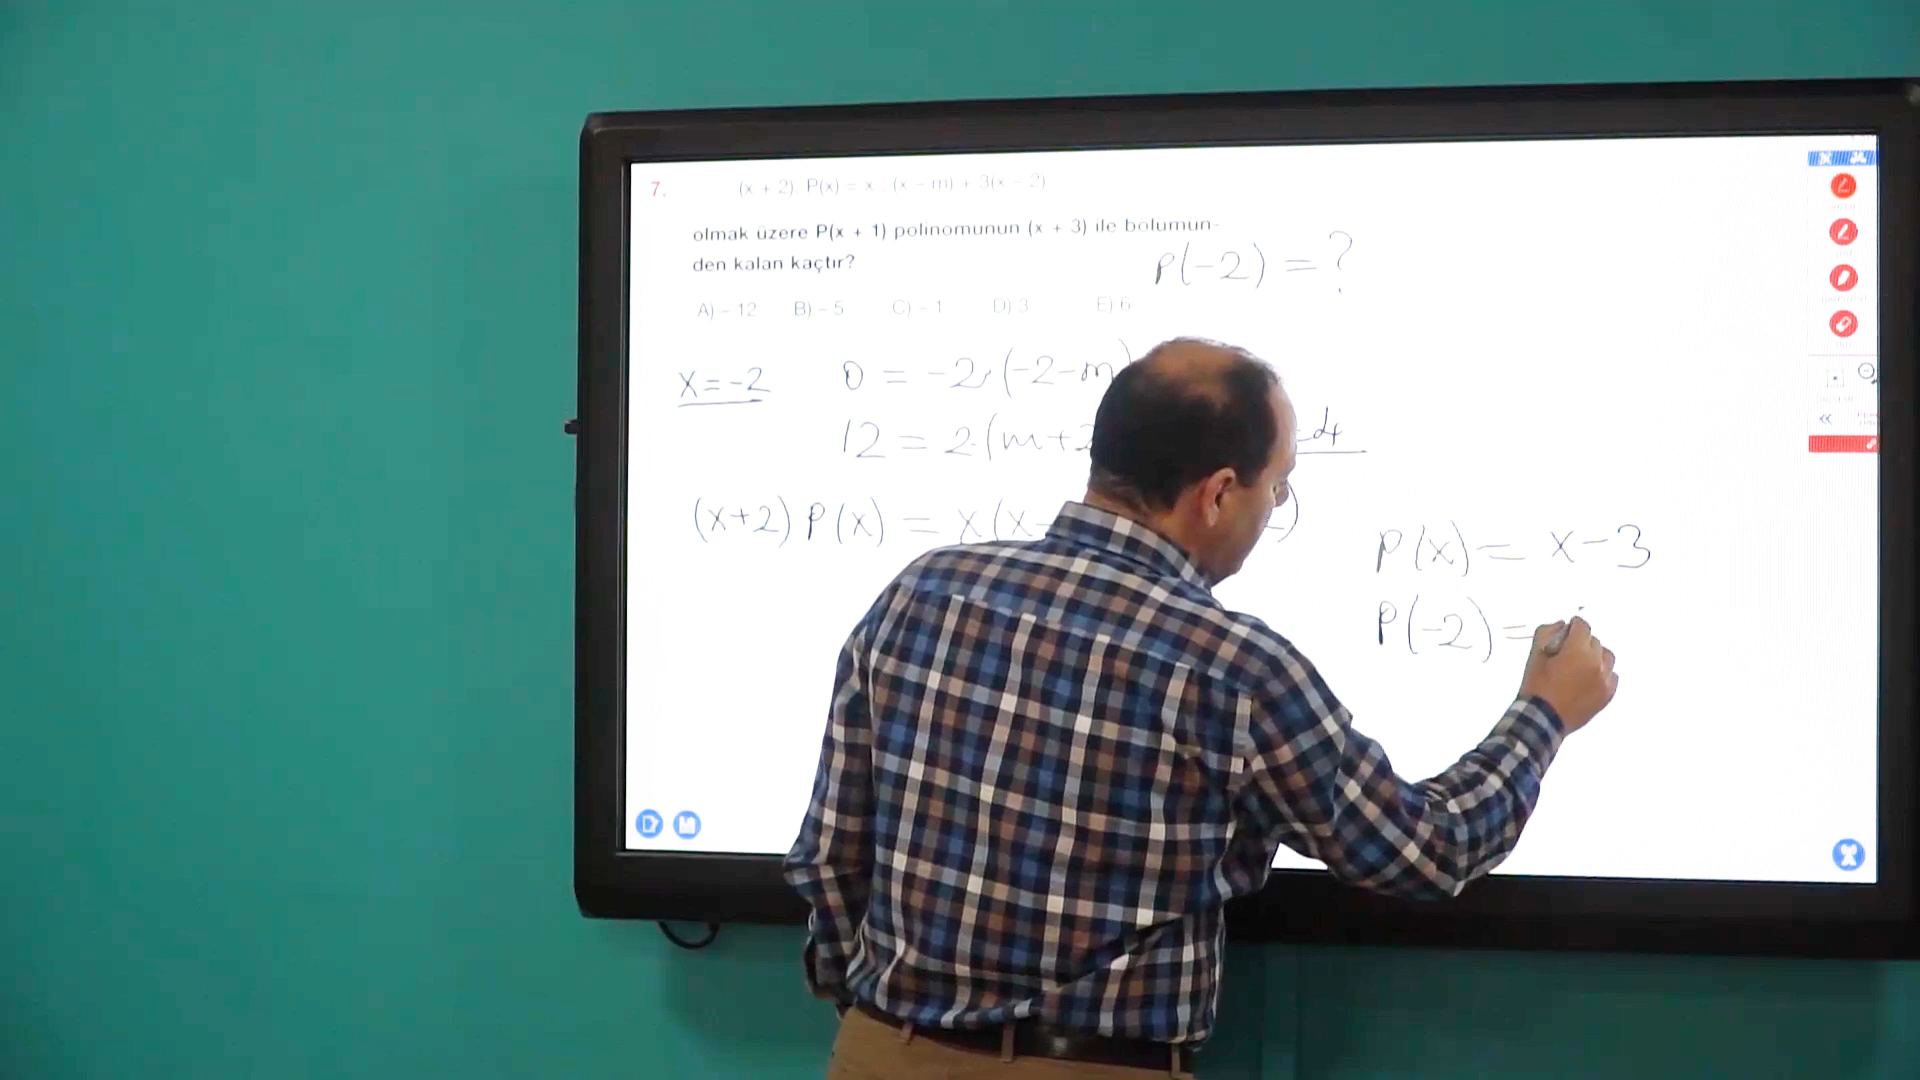 7. (x + 2). P(x) = x . (x − m) + 3(x − 2)
olmak üzere P(x + 1) polinomunun (x + 3) ile bölümün-
den kalan kaçtır?
P(-2) = ?
A) − 12 B) − 5 C) − 1 D) 3 E) 6
x = -2 0 = -2.(-2-m)
12 = 2.(m+2 =4
(x+2) P(x) = x(x- )
P(x) = x-3
P(-2) =